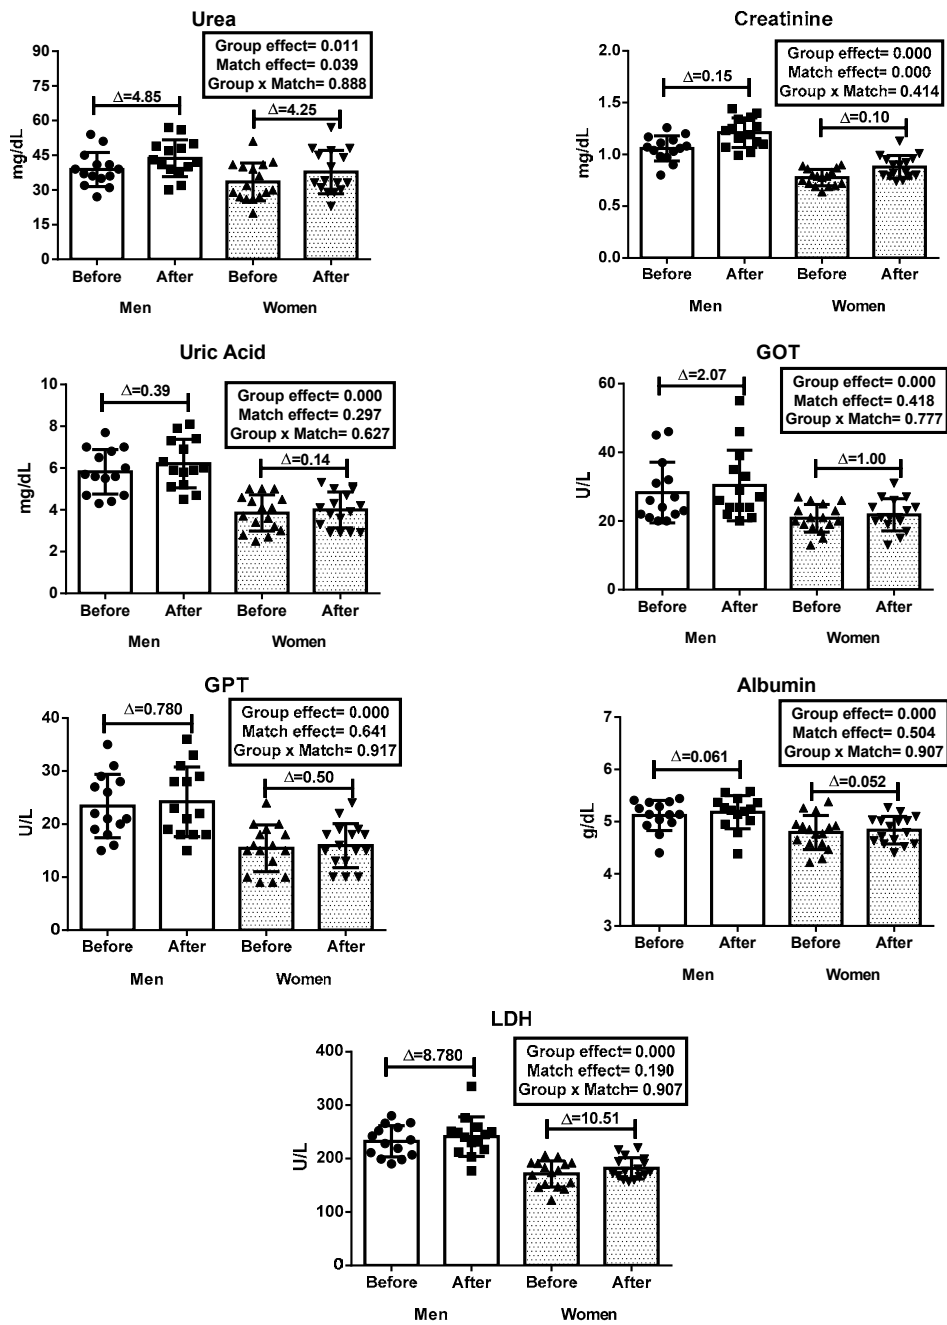 Urea
Group effect= 0.011
Match effect= 0.039
Group x Match= 0.888
Δ=4.85
Δ=4.25
mg/dL
90
75
60
45
30
15
0
Before
After
Before
After
Men
Women
Creatinine
Group effect= 0.000
Match effect= 0.000
Group x Match= 0.414
Δ=0.15
Δ=0.10
mg/dL
2.0
1.5
1.0
0.5
0.0
Before
After
Before
After
Men
Women
Uric Acid
Group effect= 0.000
Match effect= 0.297
Group x Match= 0.627
Δ=0.39
Δ=0.14
mg/dL
10
8
6
4
2
0
Before
After
Before
After
Men
Women
GOT
Group effect= 0.000
Match effect= 0.418
Group x Match= 0.777
Δ=2.07
Δ=1.00
U/L
60
40
20
0
Before
After
Before
After
Men
Women
GPT
Group effect= 0.000
Match effect= 0.641
Group x Match= 0.917
Δ=0.780
Δ=0.50
U/L
40
30
20
10
0
Before
After
Before
After
Men
Women
Albumin
Group effect= 0.000
Match effect= 0.504
Group x Match= 0.907
Δ=0.061
Δ=0.052
g/dL
7
6
5
4
3
Before
After
Before
After
Men
Women
LDH
Group effect= 0.000
Match effect= 0.190
Group x Match= 0.907
Δ=8.780
Δ=10.51
U/L
400
300
200
100
0
Before
After
Before
After
Men
Women